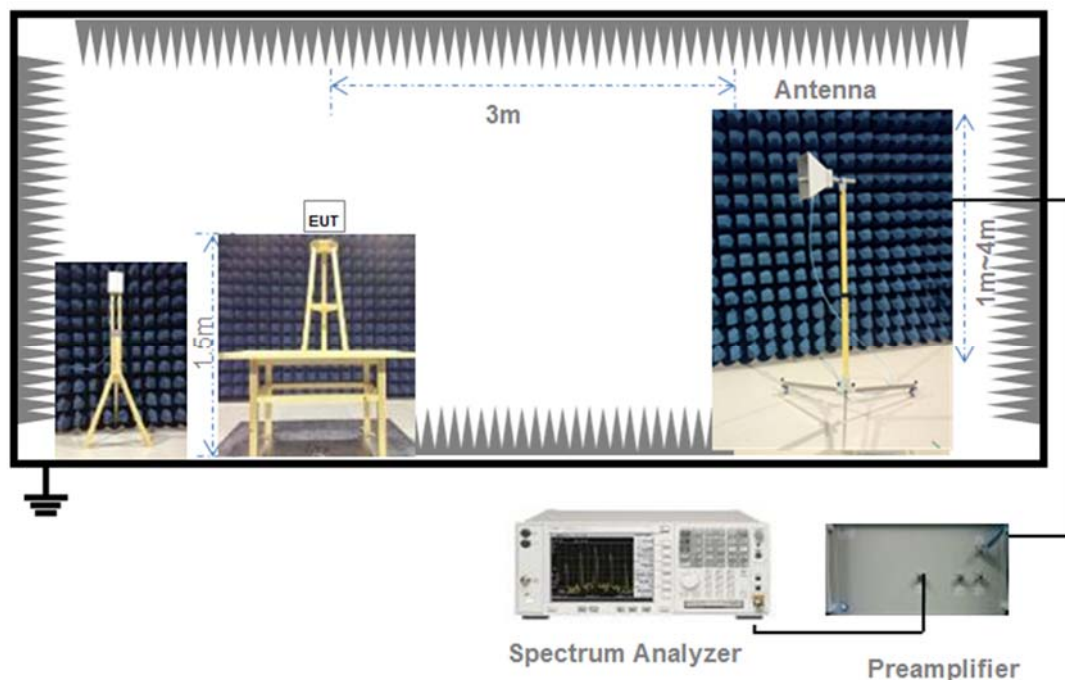 Antenna
3m
EUT
1.5m
1m~4m
Spectrum Analyzer
Preamplifier